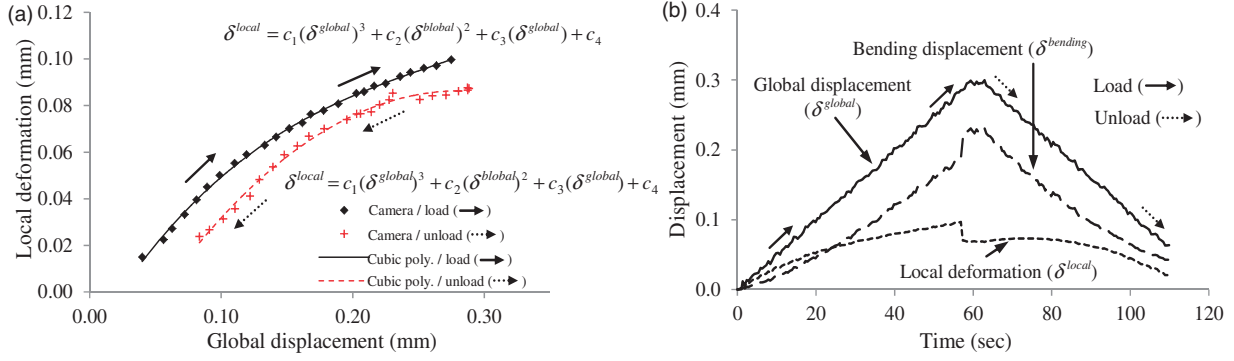 (a)
δ^local = c₁(δ^global)³ + c₂(δ^blobal)² + c₃(δ^global) + c₄
Local deformation (mm)
0.12
0.10
0.08
0.06
0.04
0.02
0.00
δ^local = c₁(δ^global)³ + c₂(δ^blobal)² + c₃(δ^global) + c₄
Camera / load (→)
Camera / unload (⇢)
Cubic poly. / load (→)
Cubic poly. / unload (⇢)
0.00 0.10 0.20 0.30
Global displacement (mm)
(b)
Displacement (mm)
0.4
0.3
0.2
0.1
0.0
Bending displacement (δ^bending)
Global displacement
(δ^global)
Load (→)
Unload (⇢)
Local deformation (δ^local)
0 20 40 60 80 100 120
Time (sec)